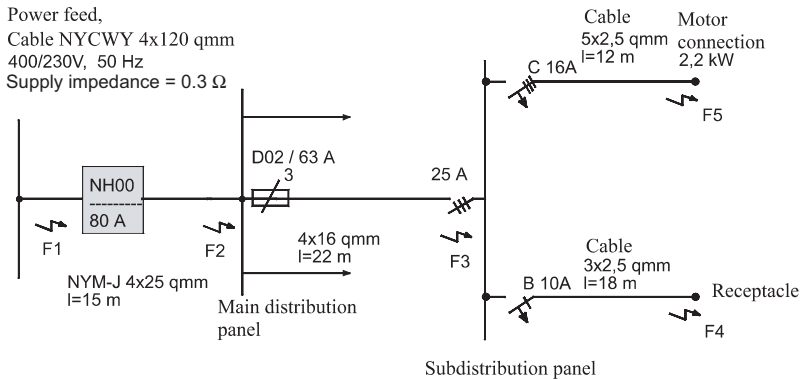 Power feed,
Cable NYCWY 4x120 qmm
400/230V, 50 Hz
Supply impedance = 0.3 Ω
NH00
80 A
F1
NYM-J 4x25 qmm
l=15 m
F2
Main distribution
panel
D02 / 63 A
3
4x16 qmm
l=22 m
25 A
F3
Subdistribution panel
C 16A
Cable
5x2,5 qmm
l=12 m
Motor
connection
2,2 kW
F5
B 10A
Cable
3x2,5 qmm
l=18 m
Receptacle
F4